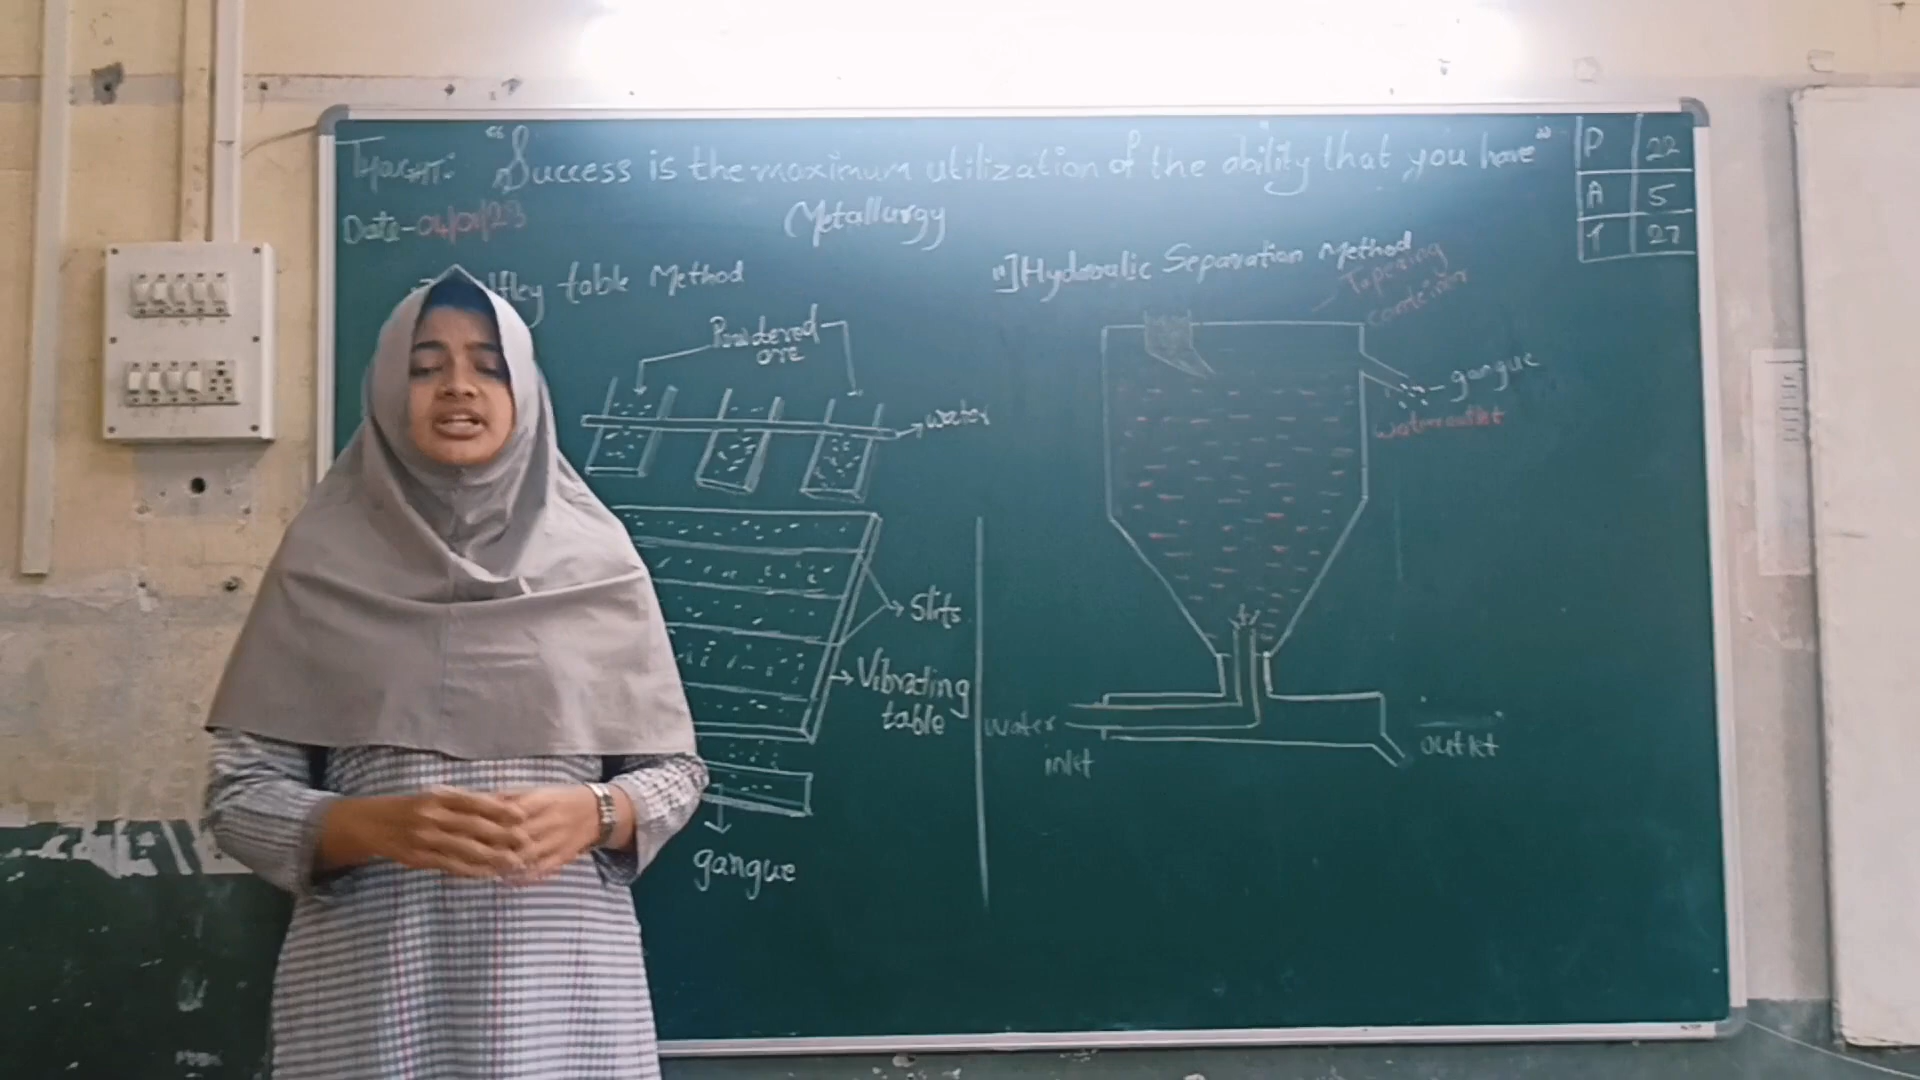 Thought: "Success is the maximum utilization of the ability that you have"
P 22
A 5
T 27
Date-04/01/23
Metallurgy
table Method
Powdered
ore
water
Slits
Vibrating
table
gangue
ii]Hydraulic Separation Method
Tapering
container
gangue
water outlet
water
inlet
outlet